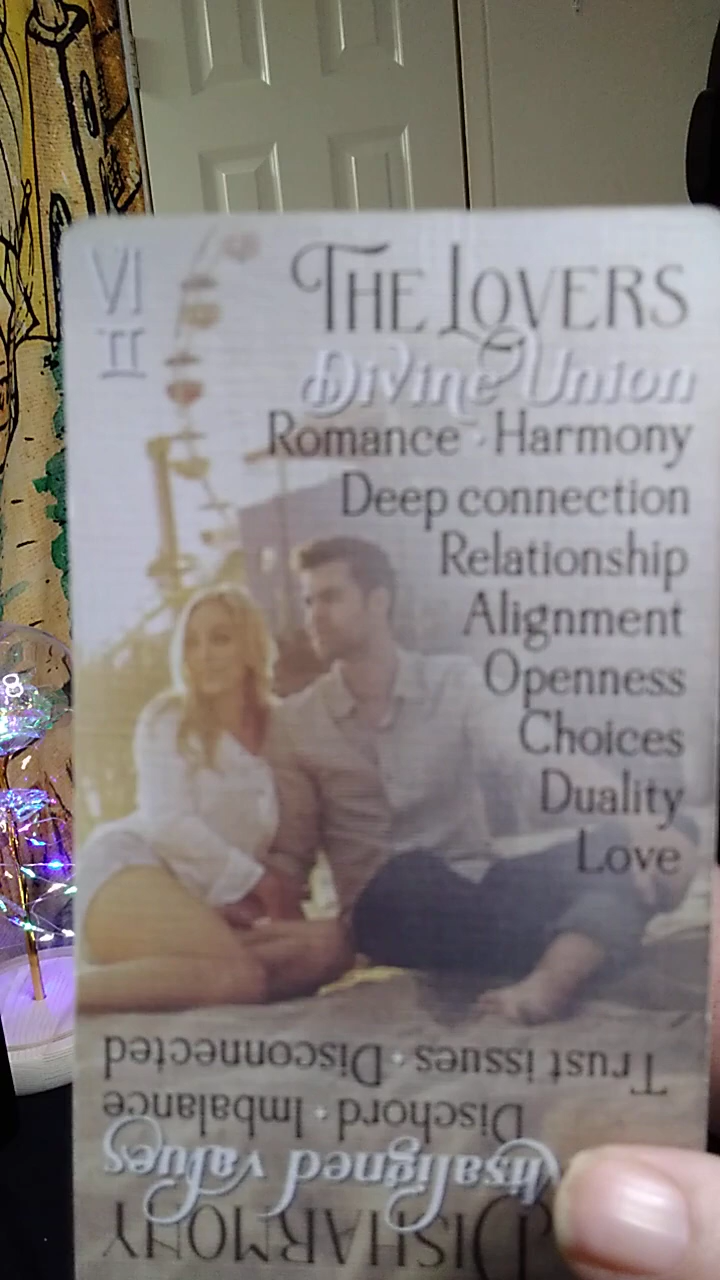 VI
♊
THE LOVERS
Divine Union
Romance · Harmony
Deep connection
Relationship
Alignment
Openness
Choices
Duality
Love
DISHARMONY
Misaligned values
Dischord · Imbalance
Trust issues · Disconnected